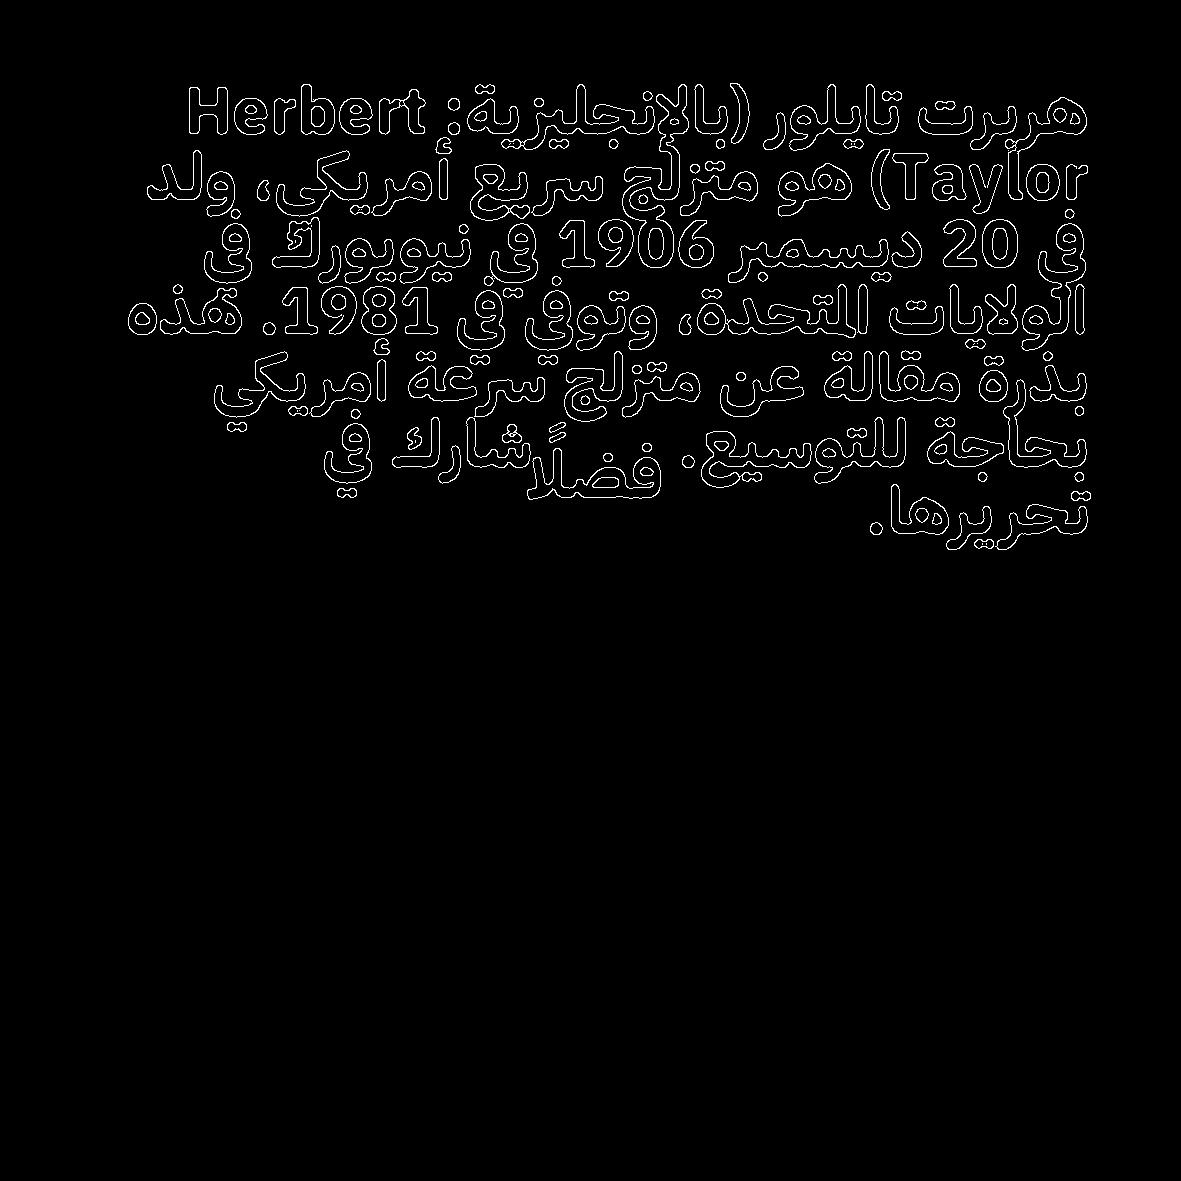 هربرت تايلور (بالإنجليزية: Herbert
Taylor) هو متزلج سريع أمريكي، ولد
في 20 ديسمبر 1906 في نيويورك في
الولايات المتحدة، وتوفي في 1981. هذه
بذرة مقالة عن متزلج سرعة أمريكي
بحاجة للتوسيع. فضلًا شارك في
تحريرها.